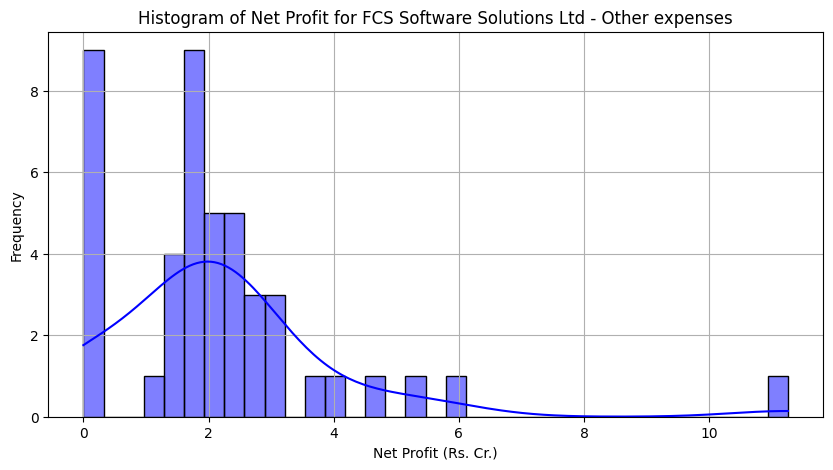 Histogram of Net Profit for FCS Software Solutions Ltd - Other expenses
Frequency
8
6
4
2
0
0 2 4 6 8 10
Net Profit (Rs. Cr.)